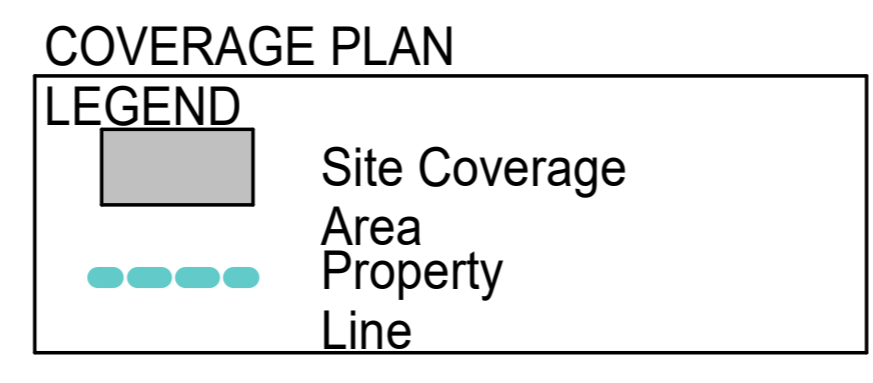 COVERAGE PLAN
LEGEND
Site Coverage
Area
Property
Line